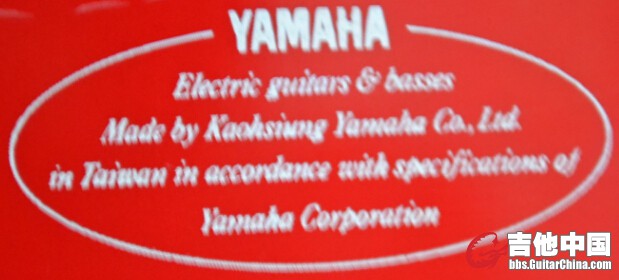 YAMAHA
Electric guitars & basses
Made by Kaohsiung Yamaha Co., Ltd.
in Taiwan in accordance with specifications of
Yamaha Corporation
吉他中国
bbs.GuitarChina.com